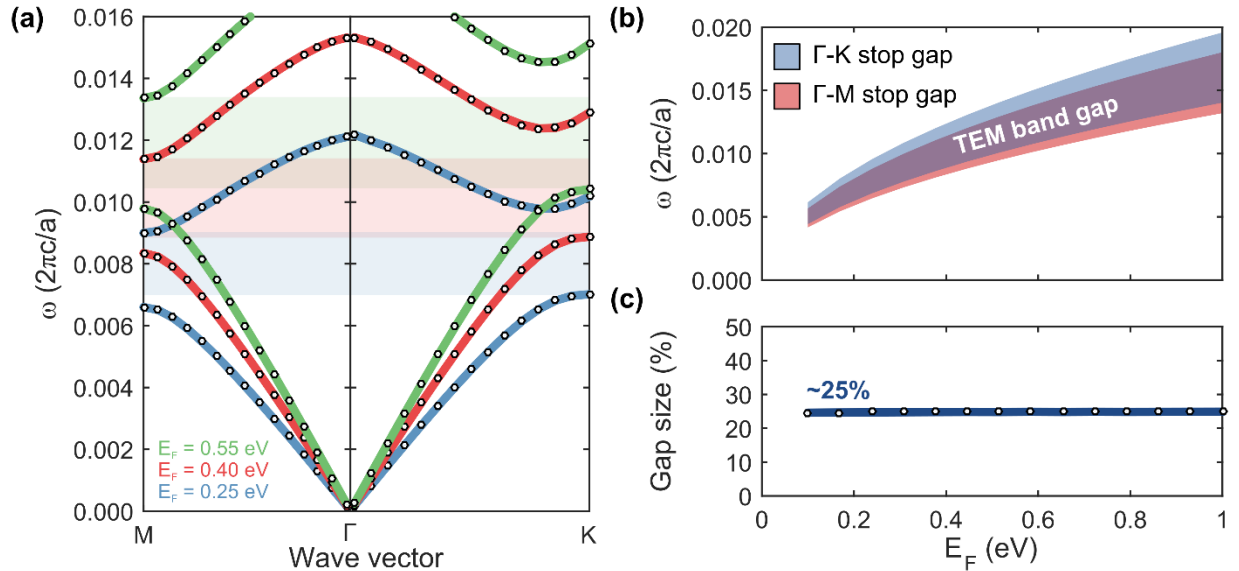 (a)
0.016
0.014
0.012
0.010
0.008
0.006
0.004
0.002
0.000
ω (2πc/a)
E_F = 0.55 eV
E_F = 0.40 eV
E_F = 0.25 eV
M
Γ
K
Wave vector
(b)
0.020
0.015
0.010
0.005
0.000
ω (2πc/a)
Γ-K stop gap
Γ-M stop gap
TEM band gap
(c)
50
40
30
20
10
0
Gap size (%)
~25%
0
0.2
0.4
0.6
0.8
1
E_F (eV)